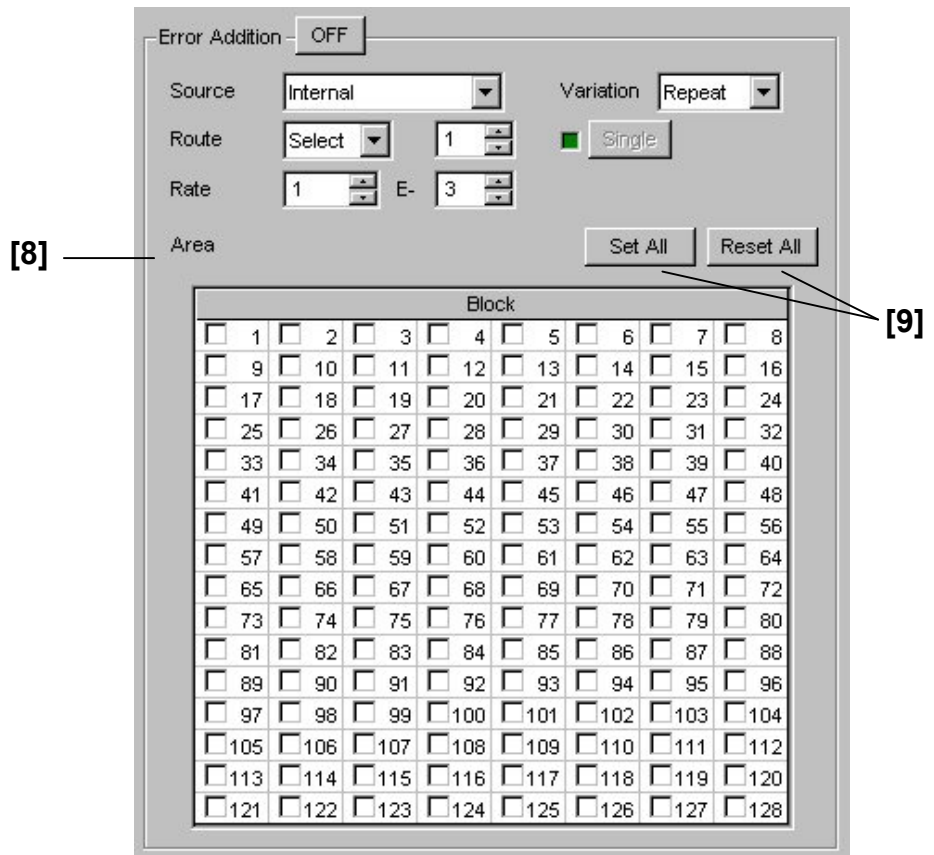 Error Addition OFF
Source Internal Variation Repeat
Route Select 1 Single
Rate 1 E- 3
[8] Area Set All Reset All
[9]
Block
1 2 3 4 5 6 7 8
9 10 11 12 13 14 15 16
17 18 19 20 21 22 23 24
25 26 27 28 29 30 31 32
33 34 35 36 37 38 39 40
41 42 43 44 45 46 47 48
49 50 51 52 53 54 55 56
57 58 59 60 61 62 63 64
65 66 67 68 69 70 71 72
73 74 75 76 77 78 79 80
81 82 83 84 85 86 87 88
89 90 91 92 93 94 95 96
97 98 99 100 101 102 103 104
105 106 107 108 109 110 111 112
113 114 115 116 117 118 119 120
121 122 123 124 125 126 127 128